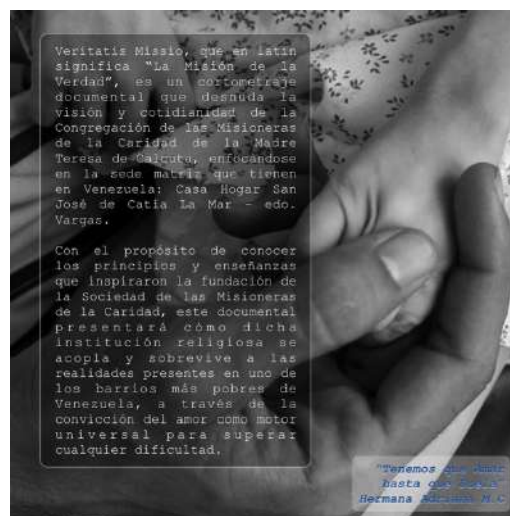 Veritatis Missio, que en latín
significa “La Misión de la
Verdad”, es un cortometraje
documental que desnuda la
visión y cotidianidad de la
Congregación de las Misioneras
de la Caridad de la Madre
Teresa de Calcuta, enfocándose
en la sede matriz que tienen
en Venezuela: Casa Hogar San
José de Catia La Mar – edo.
Vargas.
Con el propósito de conocer
los principios y enseñanzas
que inspiraron la fundación de
la Sociedad de las Misioneras
de la Caridad, este documental
presentará cómo dicha
institución religiosa se
acopla y sobrevive a las
realidades presentes en uno de
los barrios más pobres de
Venezuela, a través de la
convicción del amor como motor
universal para superar
cualquier dificultad.
"Tenemos que Amar
hasta que Duela"
Hermana Adriana M.C